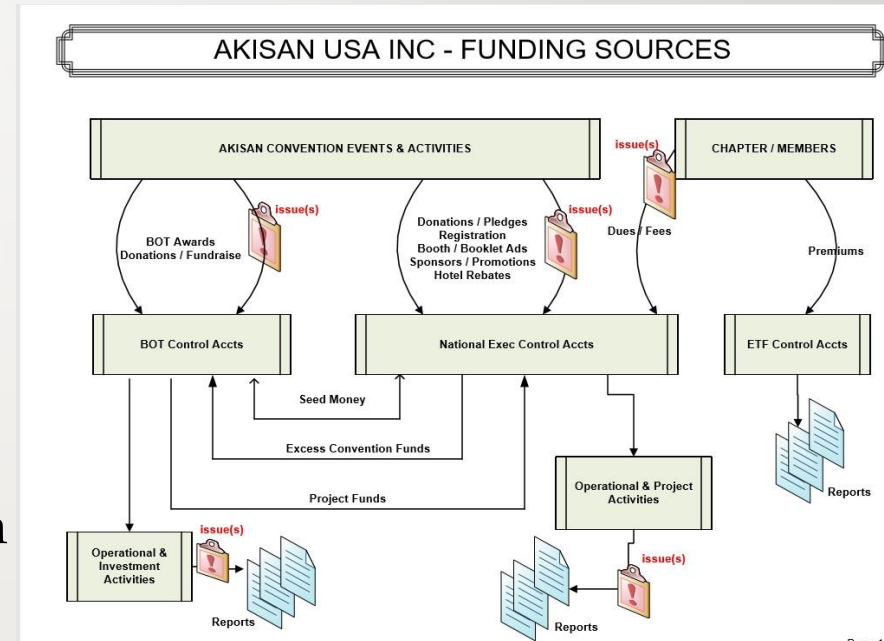 AKISAN USA INC - FUNDING SOURCES
AKISAN CONVENTION EVENTS & ACTIVITIES
issue(s)
CHAPTER / MEMBERS
issue(s)
BOT Awards
Donations / Fundraise
Donations / Pledges
Registration
Booth / Booklet Ads
Sponsors / Promotions
Hotel Rebates
issue(s)
Dues / Fees
Premiums
BOT Control Accts
National Exec Control Accts
ETF Control Accts
Seed Money
Excess Convention Funds
Project Funds
Operational & Project
Activities
Reports
Operational &
Investment
Activities
issue(s)
Reports
issue(s)
Reports